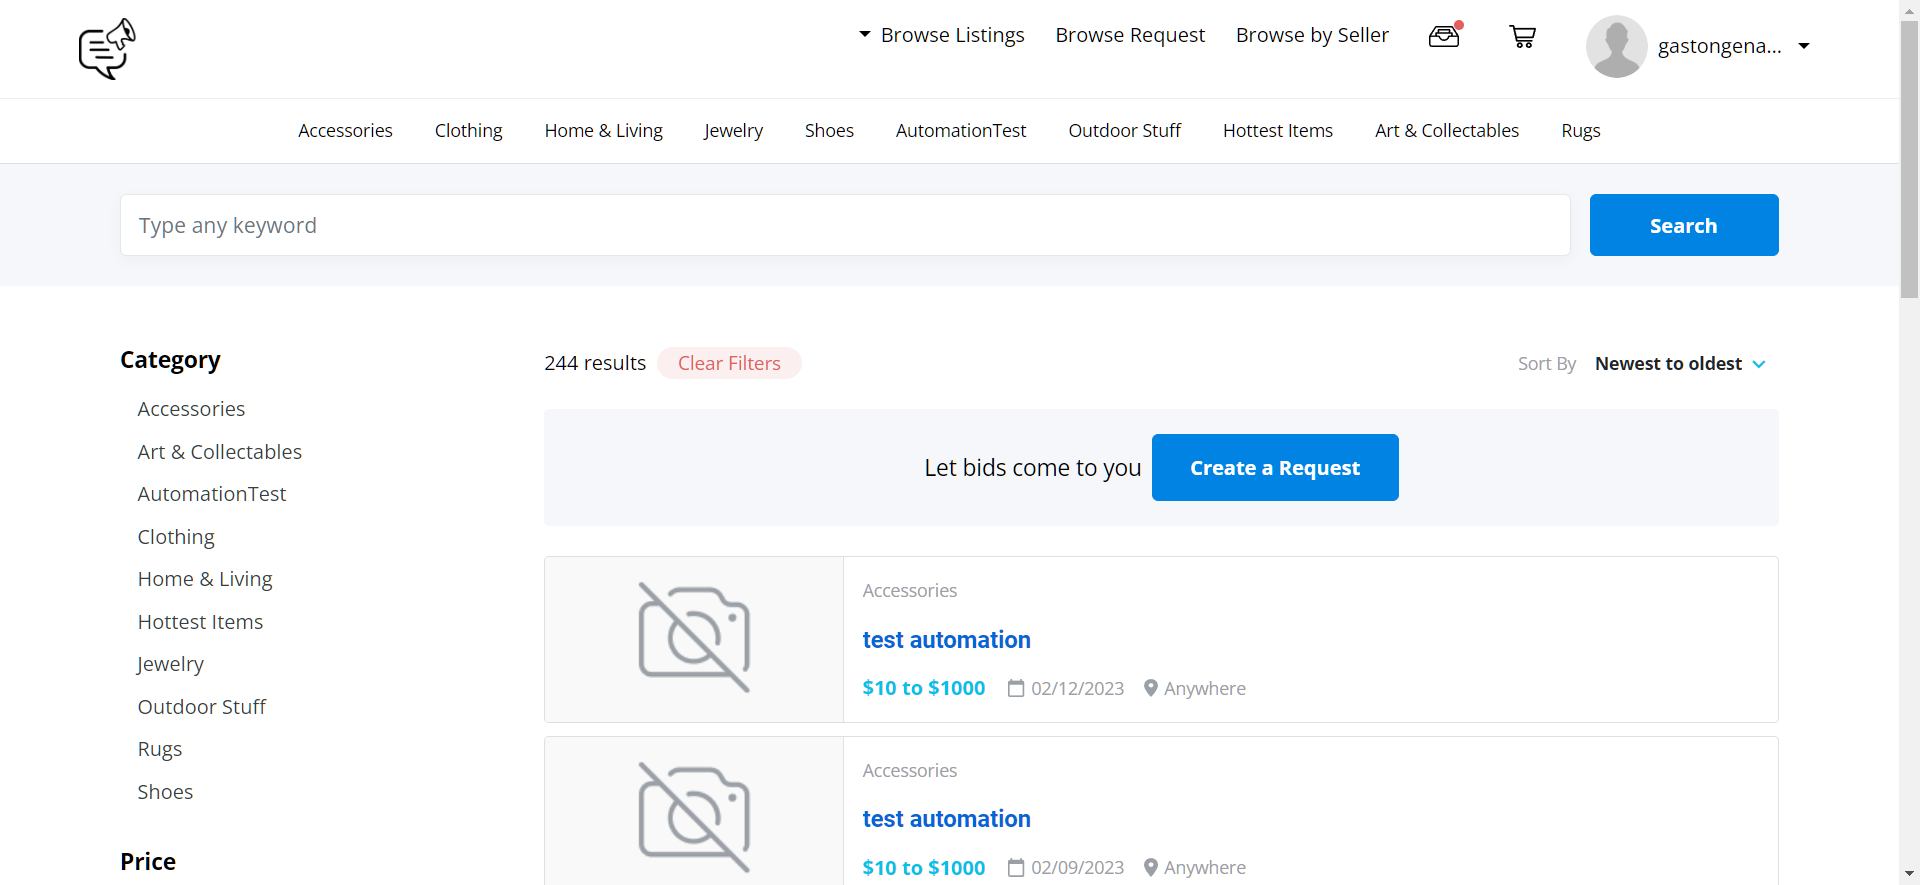 Browse Listings Browse Request Browse by Seller gastongena...
Accessories Clothing Home & Living Jewelry Shoes AutomationTest Outdoor Stuff Hottest Items Art & Collectables Rugs
Type any keyword Search
Category
Accessories
Art & Collectables
AutomationTest
Clothing
Home & Living
Hottest Items
Jewelry
Outdoor Stuff
Rugs
Shoes
Price
244 results Clear Filters Sort By Newest to oldest
Let bids come to you Create a Request
Accessories
test automation
$10 to $1000 02/12/2023 Anywhere
Accessories
test automation
$10 to $1000 02/09/2023 Anywhere